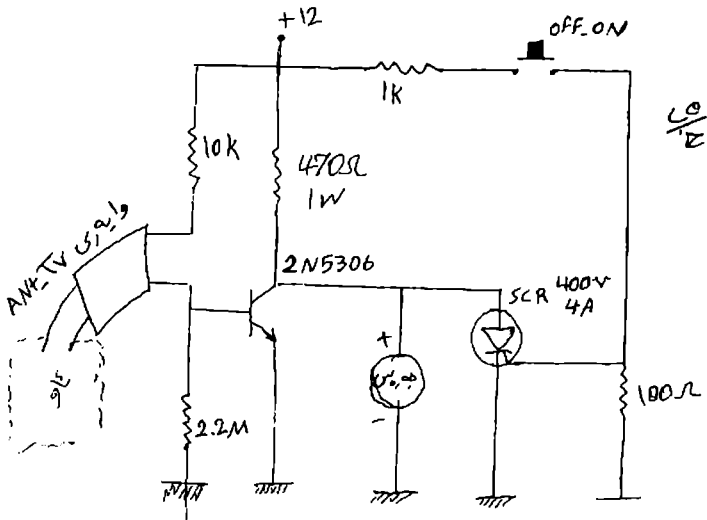 +12
OFF_ON
1K
10K
470Ω
1W
ANt_TV
2N5306
SCR 400v
4A
+
-
2.2M
100Ω